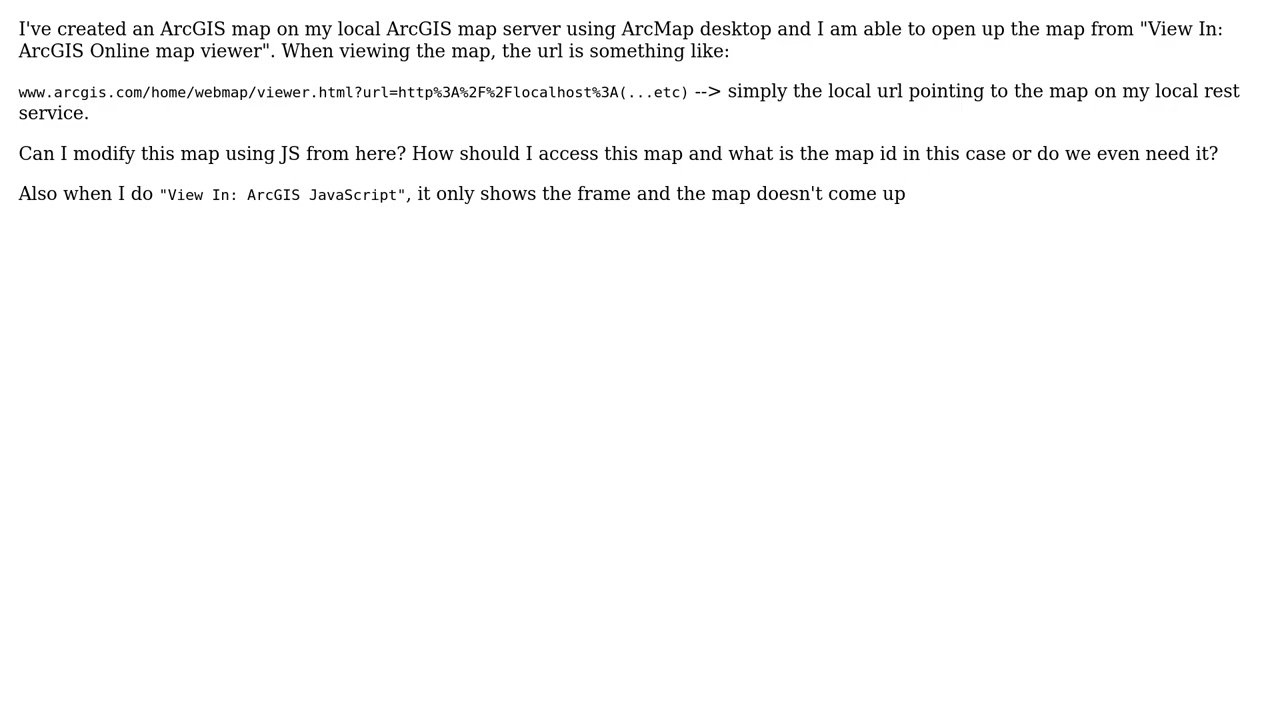 I've created an ArcGIS map on my local ArcGIS map server using ArcMap desktop and I am able to open up the map from "View In:
ArcGIS Online map viewer". When viewing the map, the url is something like:
www.arcgis.com/home/webmap/viewer.html?url=http%3A%2F%2Flocalhost%3A(...etc) --> simply the local url pointing to the map on my local rest
service.
Can I modify this map using JS from here? How should I access this map and what is the map id in this case or do we even need it?
Also when I do "View In: ArcGIS JavaScript", it only shows the frame and the map doesn't come up